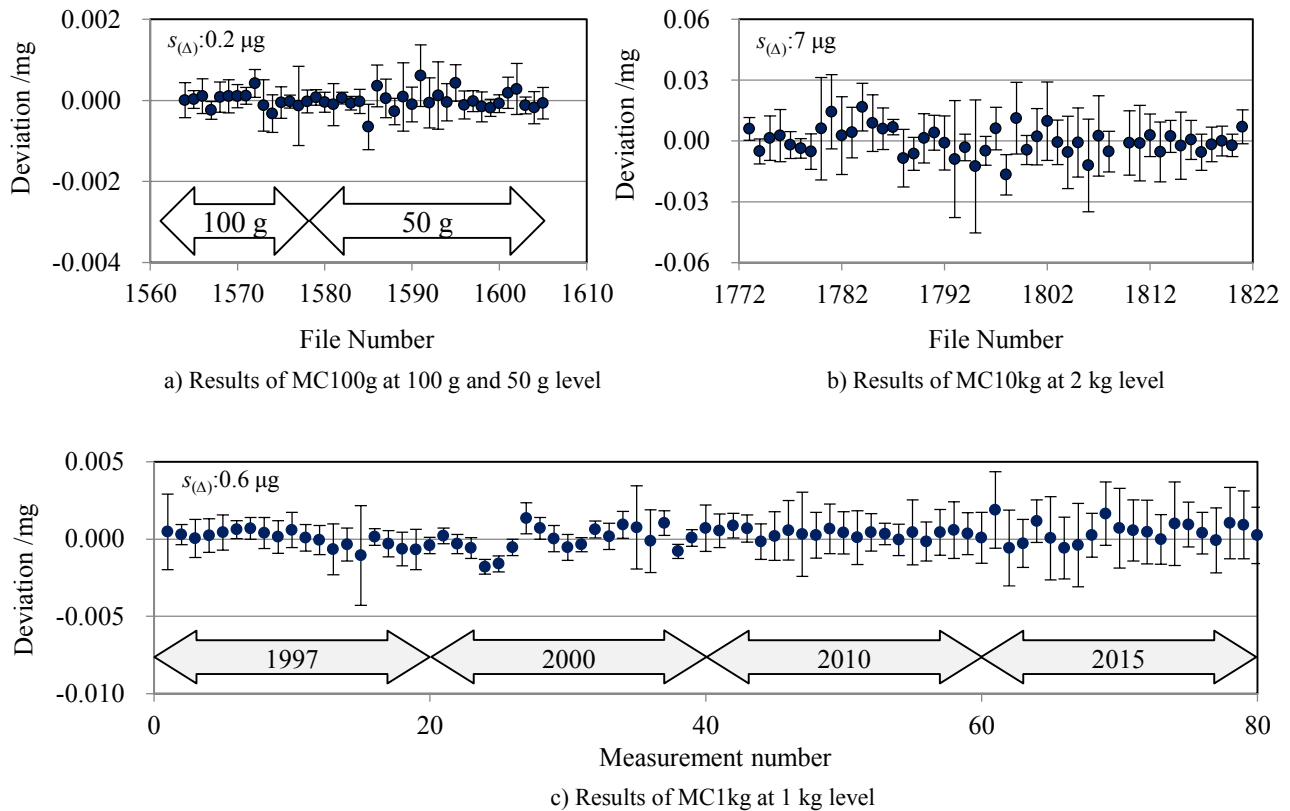 0.002
0.000
-0.002
-0.004
Deviation /mg
s(Δ):0.2 µg
100 g
50 g
1560 1570 1580 1590 1600 1610
File Number
a) Results of MC100g at 100 g and 50 g level
0.06
0.03
0.00
-0.03
-0.06
Deviation /mg
s(Δ):7 µg
1772 1782 1792 1802 1812 1822
File Number
b) Results of MC10kg at 2 kg level
0.005
0.000
-0.005
-0.010
Deviation /mg
s(Δ):0.6 µg
1997 2000 2010 2015
0 20 40 60 80
Measurement number
c) Results of MC1kg at 1 kg level